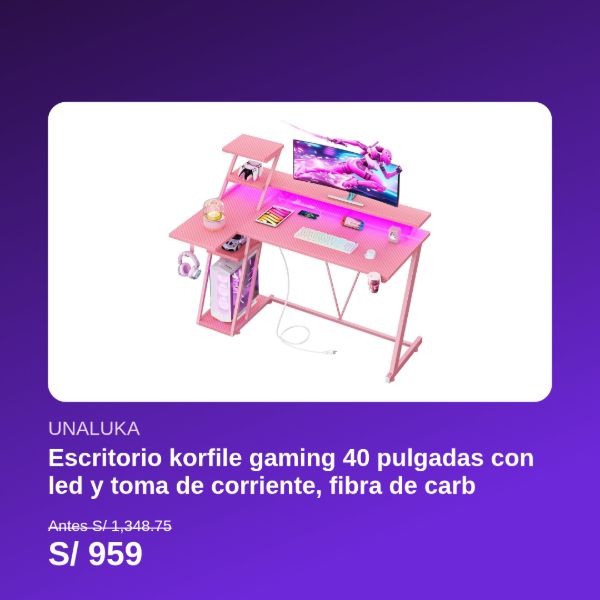 UNALUKA
Escritorio korfile gaming 40 pulgadas con
led y toma de corriente, fibra de carb
Antes S/ 1,348.75
S/ 959